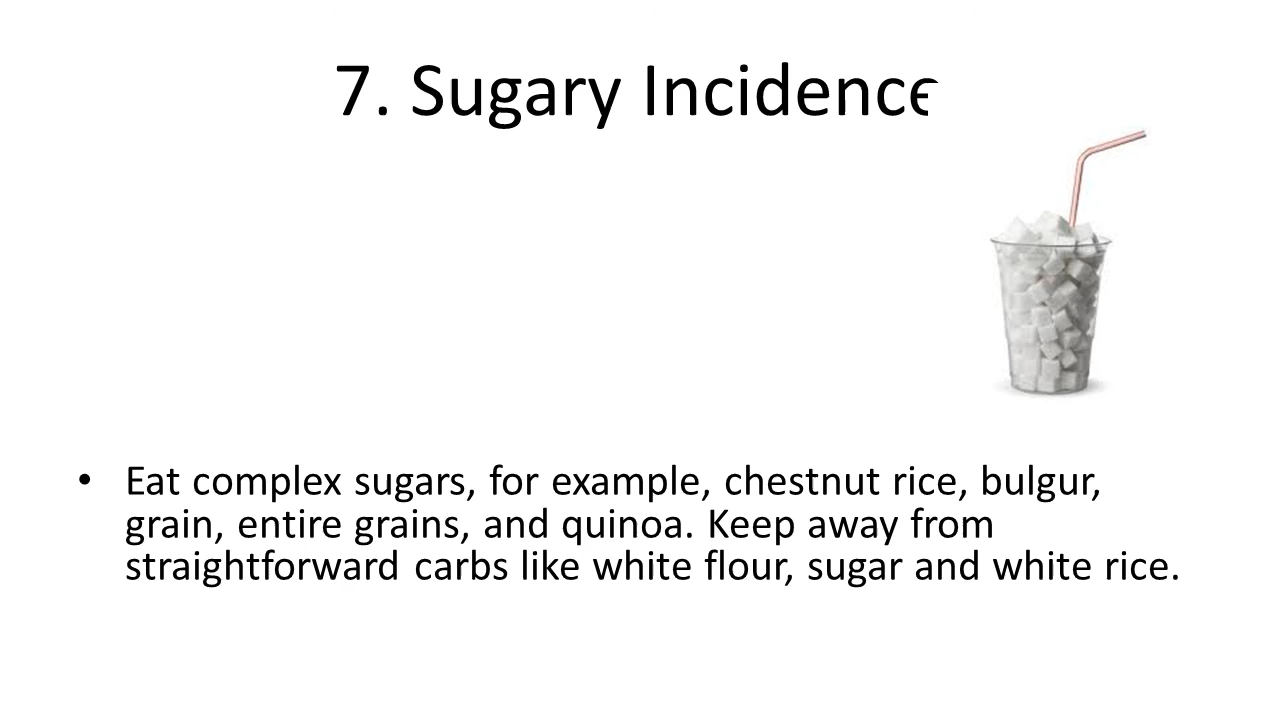 7. Sugary Incidence
• Eat complex sugars, for example, chestnut rice, bulgur,
grain, entire grains, and quinoa. Keep away from
straightforward carbs like white flour, sugar and white rice.